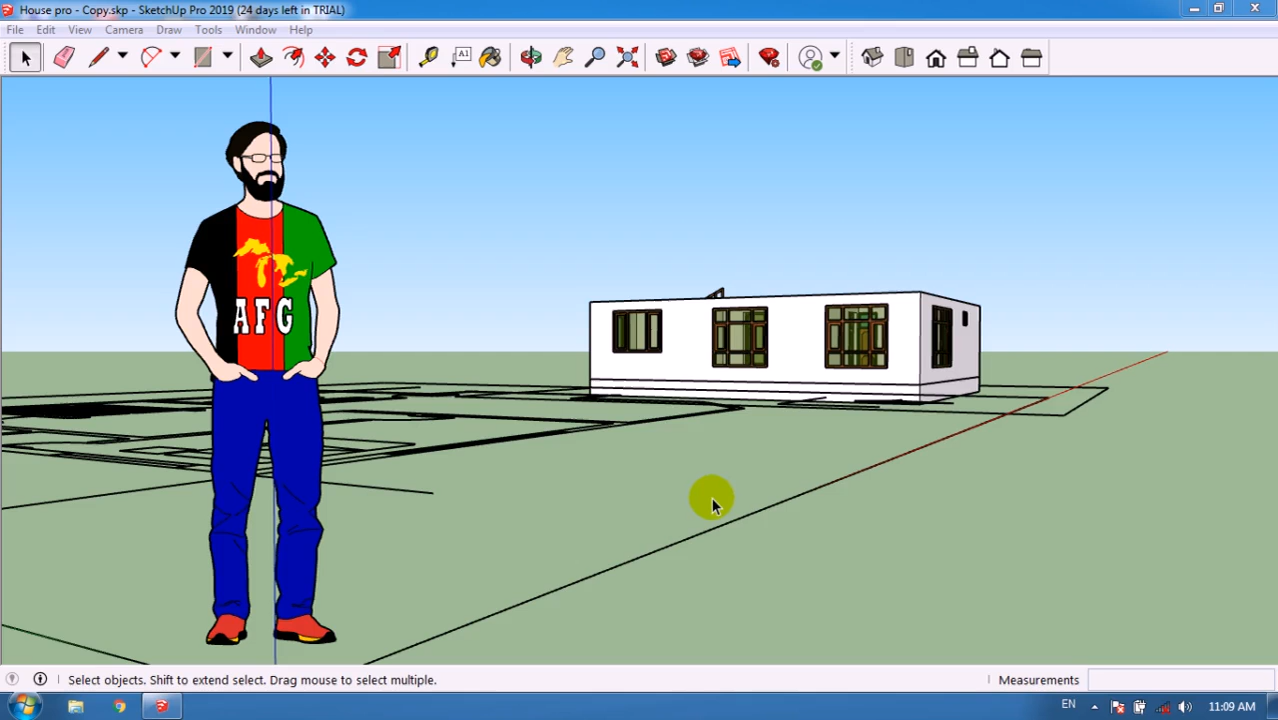 House pro - Copy.skp - SketchUp Pro 2019 (24 days left in TRIAL)
File Edit View Camera Draw Tools Window Help
A1
AFG
Select objects. Shift to extend select. Drag mouse to select multiple.
Measurements
EN
11:09 AM